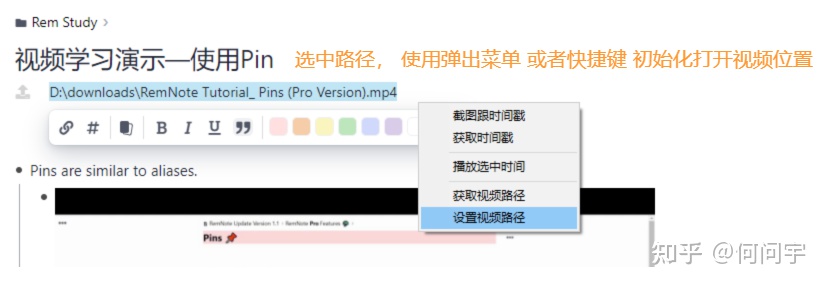 Rem Study >
视频学习演示—使用Pin 选中路径， 使用弹出菜单 或者快捷键 初始化打开视频位置
D:\downloads\RemNote Tutorial_ Pins (Pro Version).mp4
截图跟时间戳
获取时间戳
播放选中时间
获取视频路径
设置视频路径
# B I U
Pins are similar to aliases.
RemNote Update Version 1.1 - RemNote Pro Features
Pins
知乎 @何问宇